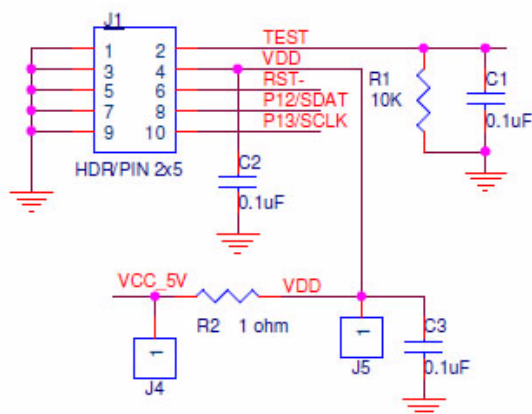 J1
TEST
1 2
VDD
3 4
RST-
5 6
P12/SDAT
7 8
P13/SCLK
9 10
HDR/PIN 2x5
R1
10K
C1
0.1uF
C2
0.1uF
VCC_5V
VDD
R2 1 ohm
1
J4
1
J5
C3
0.1uF